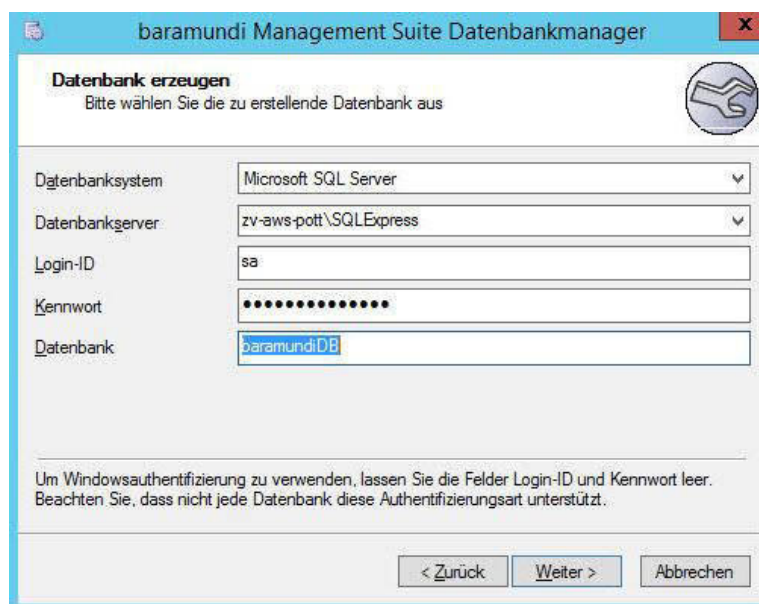 baramundi Management Suite Datenbankmanager
x
Datenbank erzeugen
Bitte wählen Sie die zu erstellende Datenbank aus
Datenbanksystem
Microsoft SQL Server
Datenbankserver
zv-aws-pott\SQLExpress
Login-ID
sa
Kennwort
••••••••••••••
Datenbank
baramundiDB
Um Windowsauthentifizierung zu verwenden, lassen Sie die Felder Login-ID und Kennwort leer.
Beachten Sie, dass nicht jede Datenbank diese Authentifizierungsart unterstützt.
< Zurück
Weiter >
Abbrechen